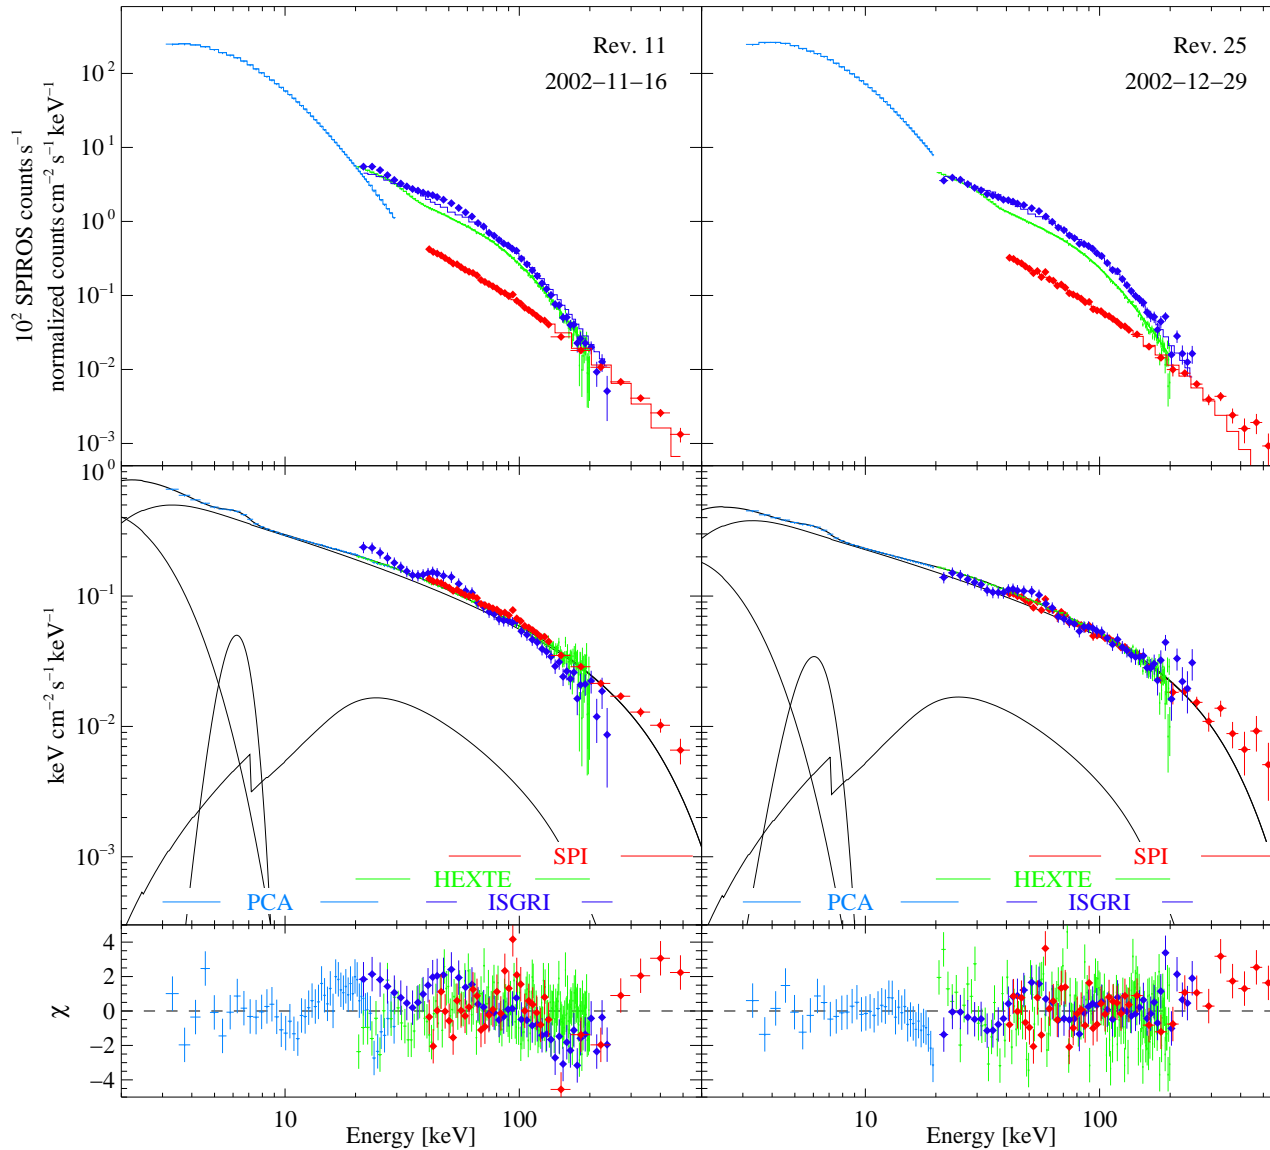 Rev. 11
2002−11−16
Rev. 25
2002−12−29
10² SPIROS counts s⁻¹
normalized counts cm⁻² s⁻¹ keV⁻¹
10²
10¹
10⁰
10⁻¹
10⁻²
10⁻³
10⁰
keV cm⁻² s⁻¹ keV⁻¹
10⁰
10⁻¹
10⁻²
10⁻³
SPI
HEXTE
PCA
ISGRI
SPI
HEXTE
PCA
ISGRI
χ
4
2
0
−2
−4
10
100
10
100
Energy [keV]
Energy [keV]